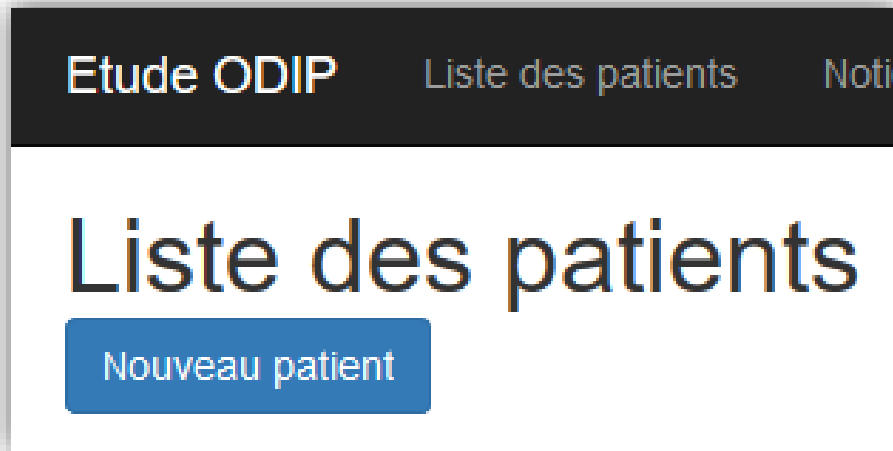 Etude ODIP Liste des patients
Liste des patients
Nouveau patient